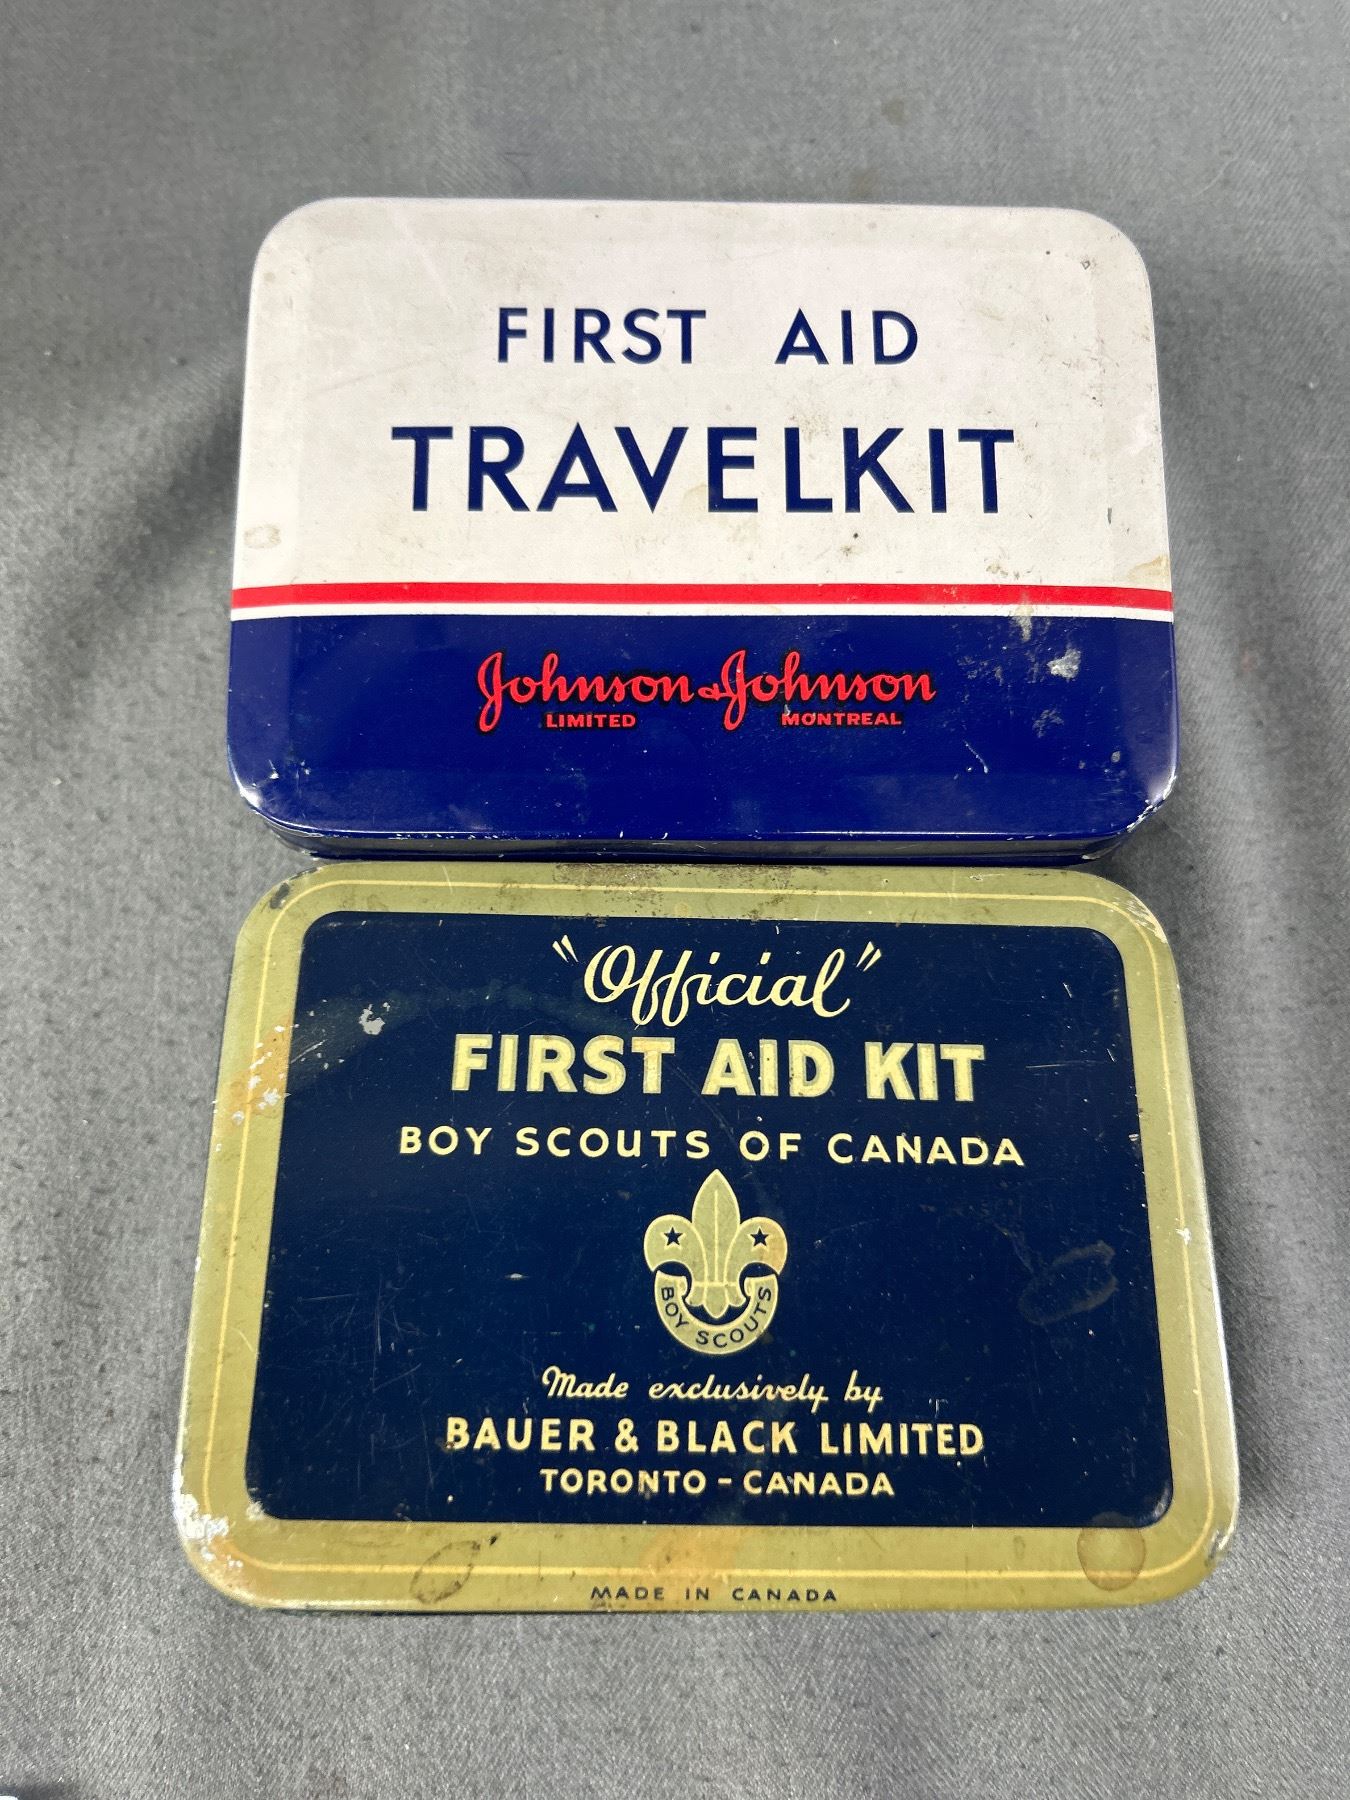 FIRST AID
TRAVELKIT
Johnson & Johnson
LIMITED MONTREAL
"Official"
FIRST AID KIT
BOY SCOUTS OF CANADA
BOY SCOUTS
Made exclusively by
BAUER & BLACK LIMITED
TORONTO - CANADA
MADE IN CANADA